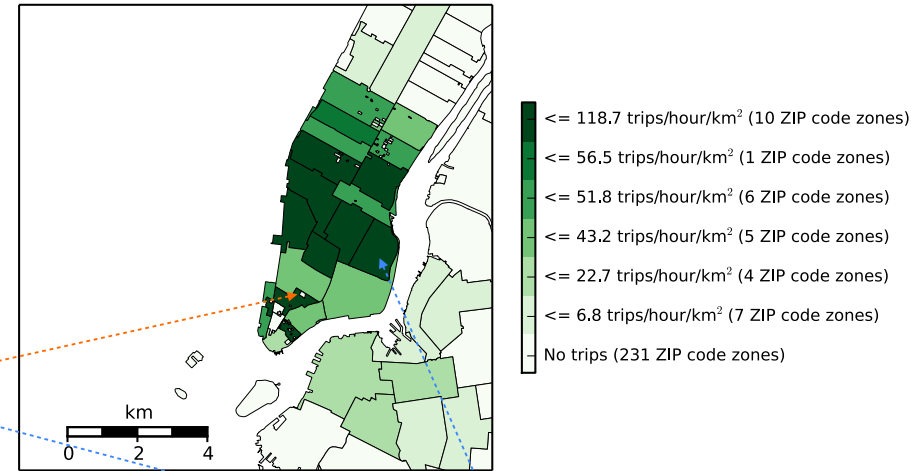 <= 118.7 trips/hour/km² (10 ZIP code zones)
<= 56.5 trips/hour/km² (1 ZIP code zones)
<= 51.8 trips/hour/km² (6 ZIP code zones)
<= 43.2 trips/hour/km² (5 ZIP code zones)
<= 22.7 trips/hour/km² (4 ZIP code zones)
<= 6.8 trips/hour/km² (7 ZIP code zones)
No trips (231 ZIP code zones)
km
0 2 4